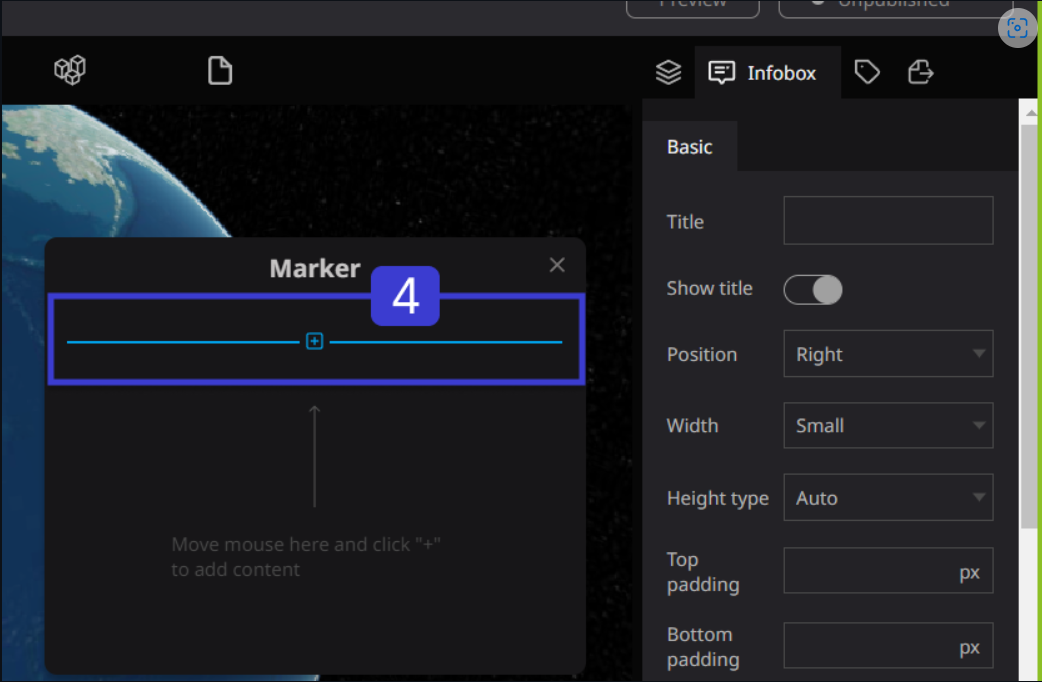 Preview
Unpublished
Infobox
Basic
Marker
4
Title
Show title
Position Right
Width Small
Height type Auto
Top
padding
px
Bottom
padding
px
Move mouse here and click "+"
to add content